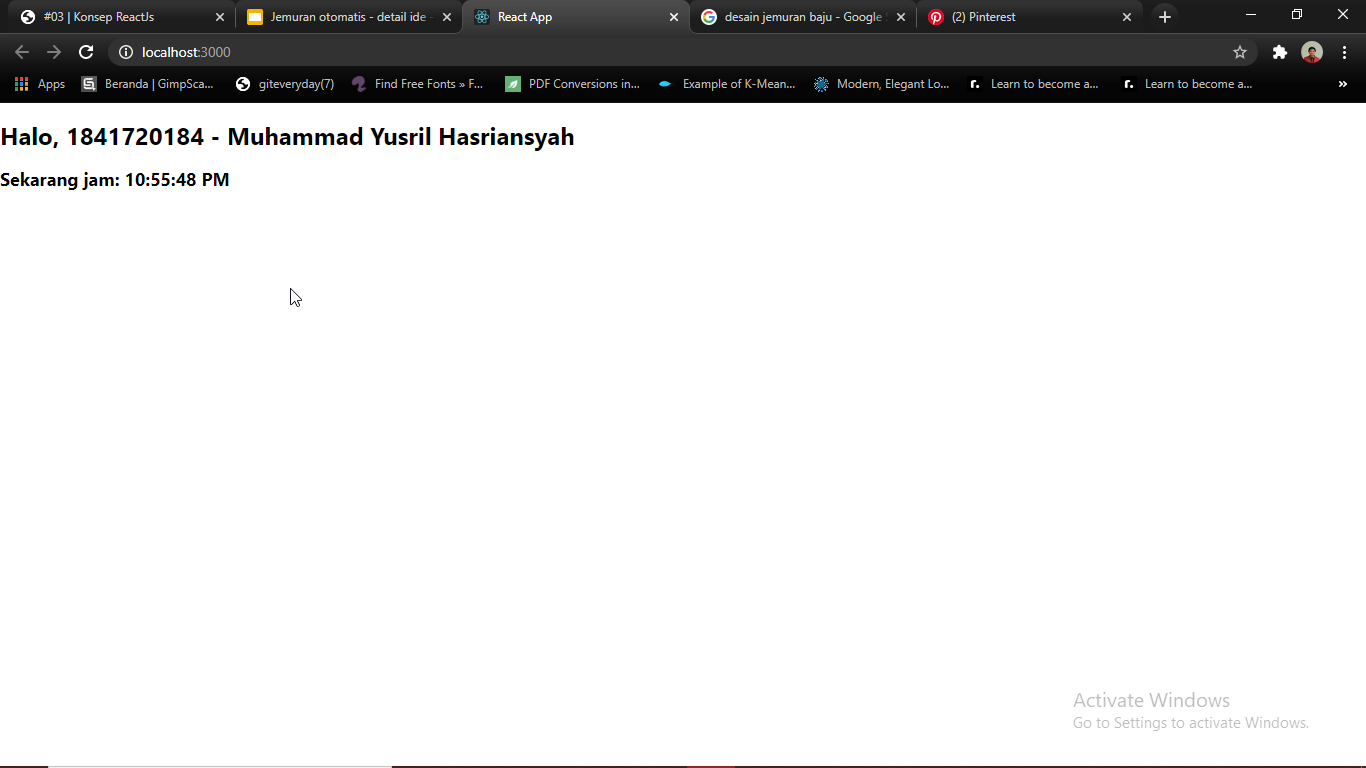 #03 | Konsep ReactJs
Jemuran otomatis - detail ide -
React App
desain jemuran baju - Google
(2) Pinterest
localhost:3000
Apps
Beranda | GimpSca...
giteveryday(7)
Find Free Fonts » F...
PDF Conversions in...
Example of K-Mean...
Modern, Elegant Lo...
Learn to become a...
Learn to become a...
Halo, 1841720184 - Muhammad Yusril Hasriansyah
Sekarang jam: 10:55:48 PM
Activate Windows
Go to Settings to activate Windows.